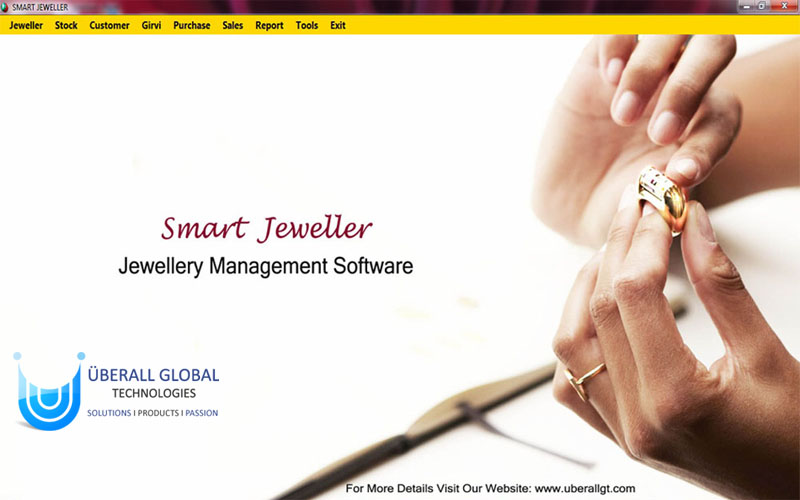 SMART JEWELLER
Jeweller Stock Customer Girvi Purchase Sales Report Tools Exit
Smart Jeweller
Jewellery Management Software
ÜBERALL GLOBAL
TECHNOLOGIES
SOLUTIONS I PRODUCTS I PASSION
For More Details Visit Our Website: www.uberallgt.com